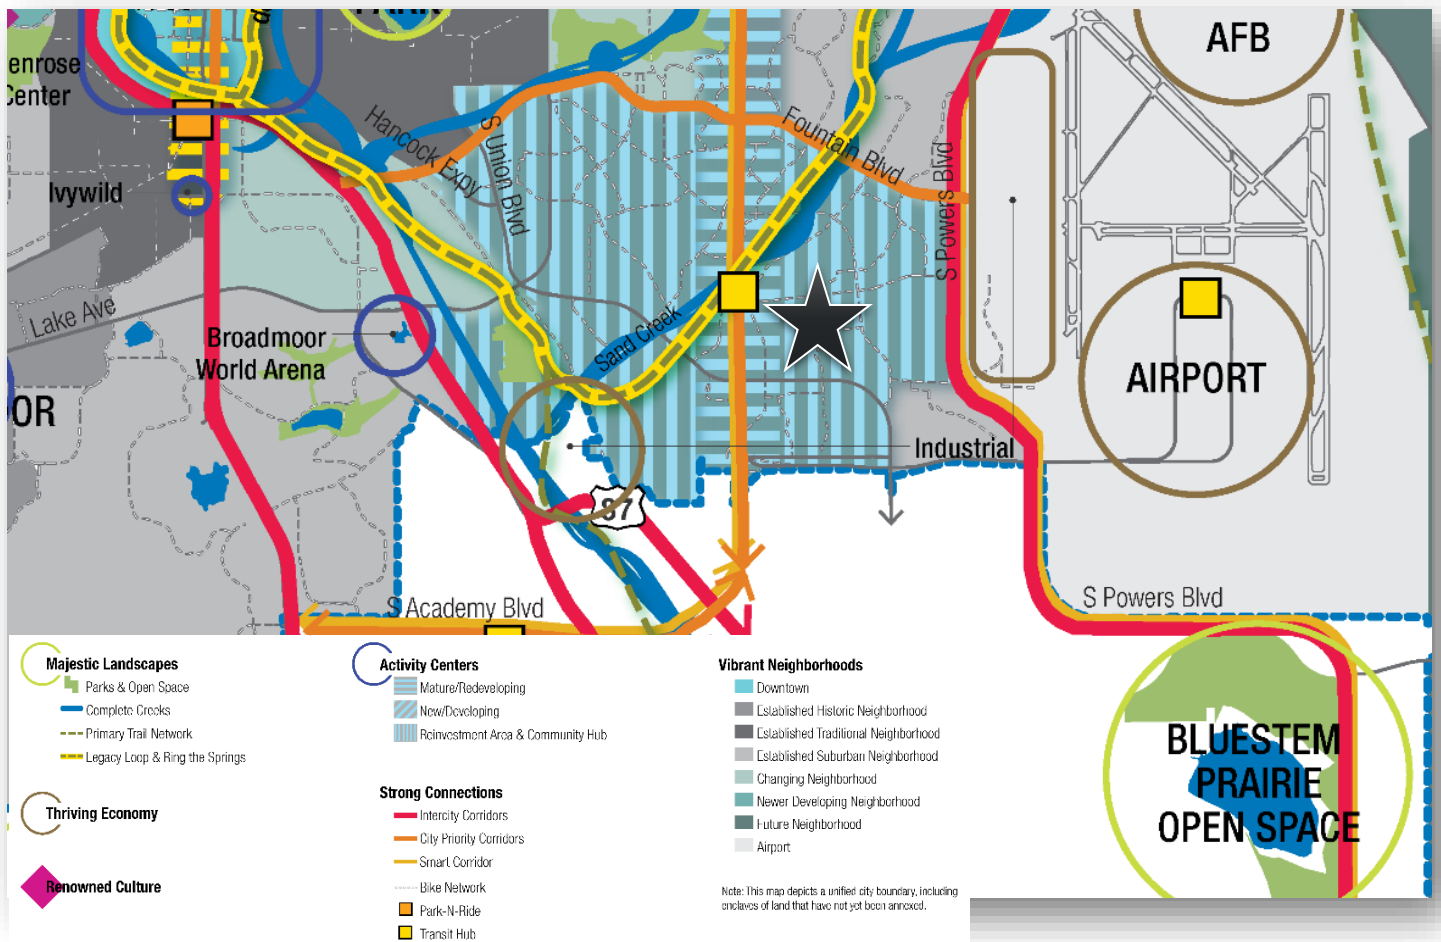 PARK
AFB
enrose
Center
Hancock Expy
S Union Blvd
Fountain Blvd
S Powers Blvd
Ivywild
Lake Ave
Broadmoor
World Arena
Sand Creek
AIRPORT
OR
Industrial
87
S Academy Blvd
S Powers Blvd
BLUESTEM
PRAIRIE
OPEN SPACE
Majestic Landscapes
Parks & Open Space
Complete Creeks
Primary Trail Network
Legacy Loop & Ring the Springs
Thriving Economy
Renowned Culture
Activity Centers
Mature/Redeveloping
New/Developing
Reinvestment Area & Community Hub
Strong Connections
Intercity Corridors
City Priority Corridors
Smart Corridor
Bike Network
Park-N-Ride
Transit Hub
Vibrant Neighborhoods
Downtown
Established Historic Neighborhood
Established Traditional Neighborhood
Established Suburban Neighborhood
Changing Neighborhood
Newer Developing Neighborhood
Future Neighborhood
Airport
Note: This map depicts a unified city boundary, including
enclaves of land that have not yet been annexed.